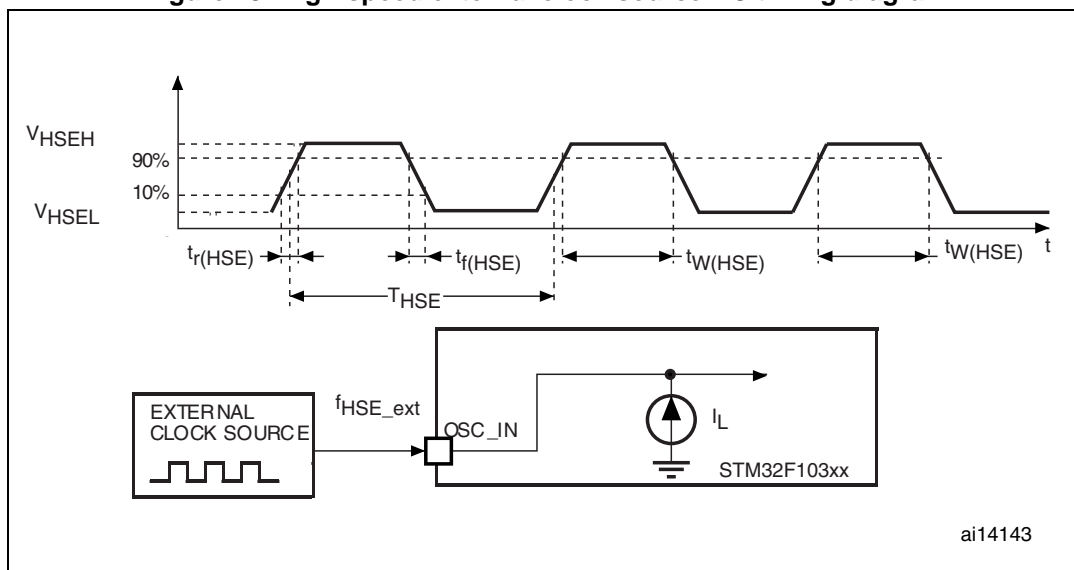 VHSEH
90%
10%
VHSEL
tr(HSE)
tf(HSE)
tW(HSE)
tW(HSE)
t
THSE
EXTERNAL
CLOCK SOURCE
fHSE_ext
OSC_IN
IL
STM32F103xx
ai14143